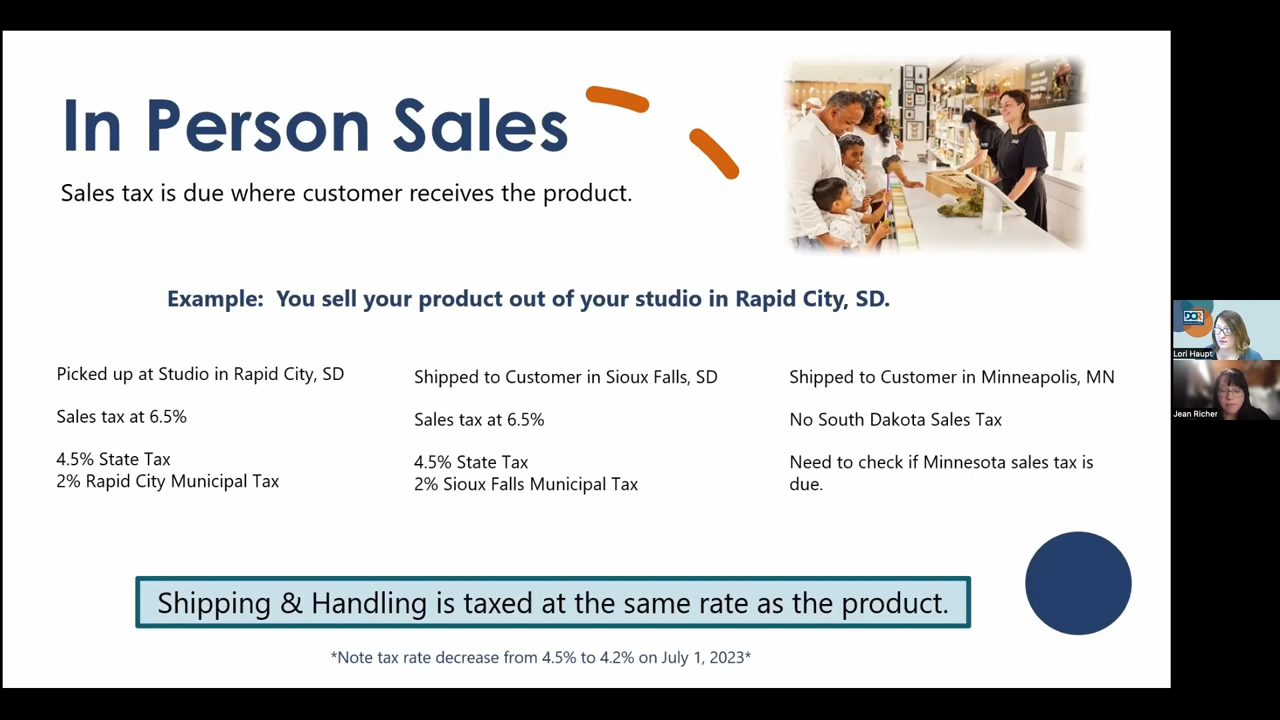 In Person Sales
Sales tax is due where customer receives the product.
Example: You sell your product out of your studio in Rapid City, SD.
Picked up at Studio in Rapid City, SD
Sales tax at 6.5%
4.5% State Tax
2% Rapid City Municipal Tax
Shipped to Customer in Sioux Falls, SD
Sales tax at 6.5%
4.5% State Tax
2% Sioux Falls Municipal Tax
Shipped to Customer in Minneapolis, MN
No South Dakota Sales Tax
Need to check if Minnesota sales tax is
due.
Shipping & Handling is taxed at the same rate as the product.
*Note tax rate decrease from 4.5% to 4.2% on July 1, 2023*
DOR
Lori Haupt
Jean Richer